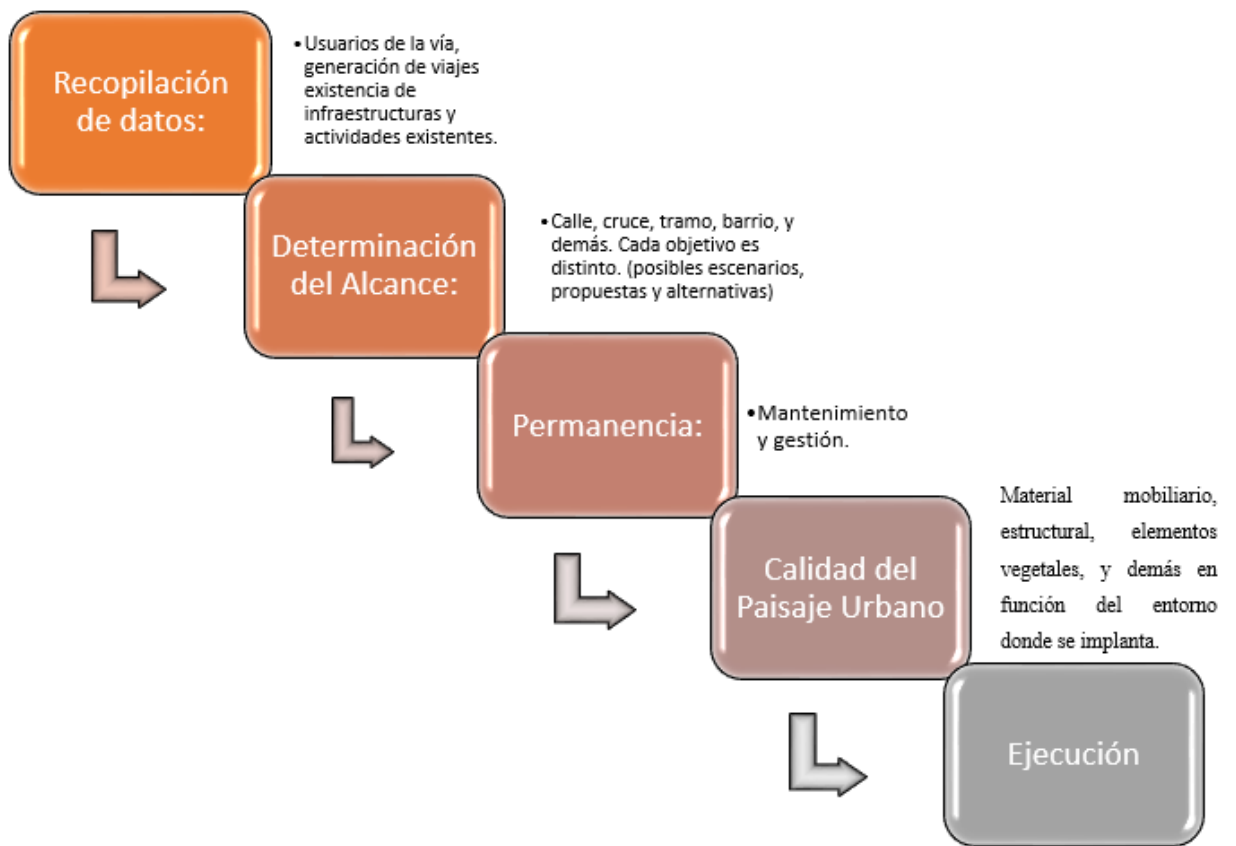 Recopilación
de datos:
•Usuarios de la vía,
generación de viajes
existencia de
infraestructuras y
actividades existentes.
Determinación
del Alcance:
•Calle, cruce, tramo, barrio, y
demás. Cada objetivo es
distinto. (posibles escenarios,
propuestas y alternativas)
Permanencia:
•Mantenimiento
y gestión.
Calidad del
Paisaje Urbano
Material mobiliario,
estructural, elementos
vegetales, y demás en
función del entorno
donde se implanta.
Ejecución